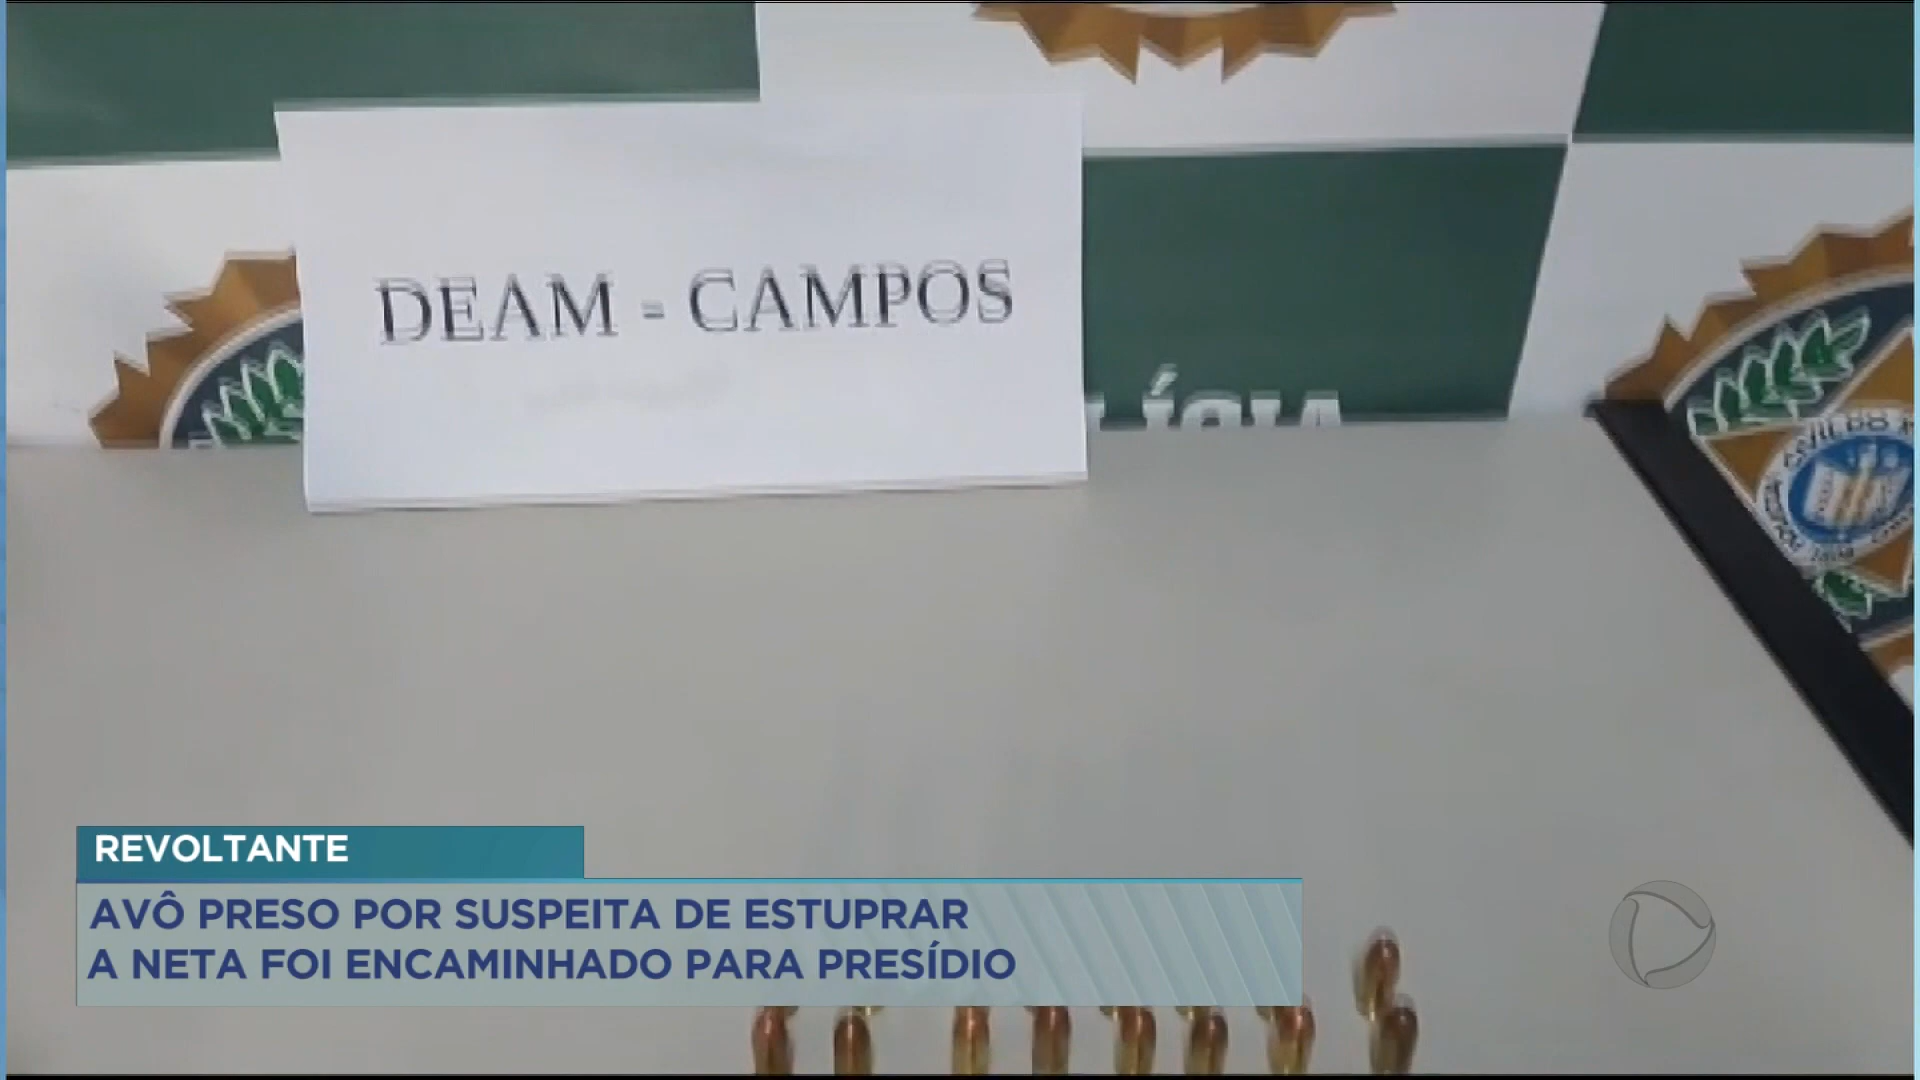 DEAM - CAMPOS
REVOLTANTE
AVÔ PRESO POR SUSPEITA DE ESTUPRAR
A NETA FOI ENCAMINHADO PARA PRESÍDIO